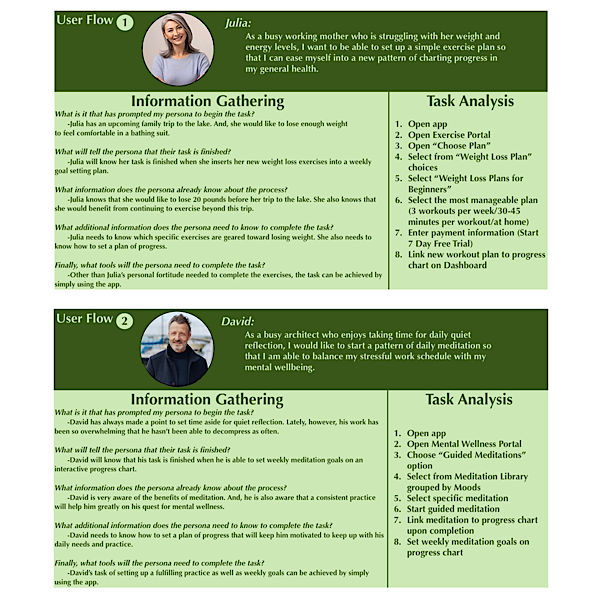 User Flow 1
Julia:
As a busy working mother who is struggling with her weight and
energy levels, I want to be able to set up a simple exercise plan so
that I can ease myself into a new pattern of charting progress in
my general health.
Information Gathering
What is it that has prompted my persona to begin the task?
-Julia has an upcoming family trip to the lake. And, she would like to lose enough weight
to feel comfortable in a bathing suit.
What will tell the persona that their task is finished?
-Julia will know her task is finished when she inserts her new weight loss exercises into a weekly
goal setting plan.
What information does the persona already know about the process?
-Julia knows that she would like to lose 20 pounds before her trip to the lake. She also knows that
she would benefit from continuing to exercise beyond this trip.
What additional information does the persona need to know to complete the task?
-Julia needs to know which specific exercises are geared toward losing weight. She also needs to
know how to set a plan of progress.
Finally, what tools will the persona need to complete the task?
-Other than Julia's personal fortitude needed to complete the exercises, the task can be achieved by
simply using the app.
Task Analysis
1. Open app
2. Open Exercise Portal
3. Open “Choose Plan”
4. Select from “Weight Loss Plan”
choices
5. Select “Weight Loss Plans for
Beginners”
6. Select the most manageable plan
(3 workouts per week/30-45
minutes per workout/at home)
7. Enter payment information (Start
7 Day Free Trial)
8. Link new workout plan to progress
chart on Dashboard
User Flow 2
David:
As a busy architect who enjoys taking time for daily quiet
reflection, I would like to start a pattern of daily meditation so
that I am able to balance my stressful work schedule with my
mental wellbeing.
Information Gathering
What is it that has prompted my persona to begin the task?
-David has always made a point to set time aside for quiet reflection. Lately, however, his work has
been so overwhelming that he hasn't been able to decompress as often.
What will tell the persona that their task is finished?
-David will know that his task is finished when he is able to set weekly meditation goals on an
interactive progress chart.
What information does the persona already know about the process?
-David is very aware of the benefits of meditation. And, he is also aware that a consistent practice
will help him greatly on his quest for mental wellness.
What additional information does the persona need to know to complete the task?
-David needs to know how to set a plan of progress that will keep him motivated to keep up with his
daily needs and practice.
Finally, what tools will the persona need to complete the task?
-David's task of setting up a fulfilling practice as well as weekly goals can be achieved by simply
using the app.
Task Analysis
1. Open app
2. Open Mental Wellness Portal
3. Choose “Guided Meditations”
option
4. Select from Meditation Library
grouped by Moods
5. Select specific meditation
6. Start guided meditation
7. Link meditation to progress chart
upon completion
8. Set weekly meditation goals on
progress chart